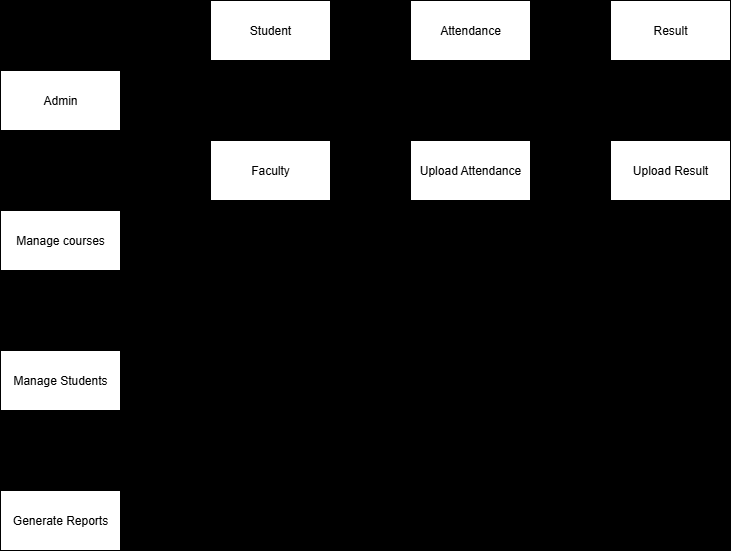 Student
Attendance
Result
Admin
Faculty
Upload Attendance
Upload Result
Manage courses
Manage Students
Generate Reports